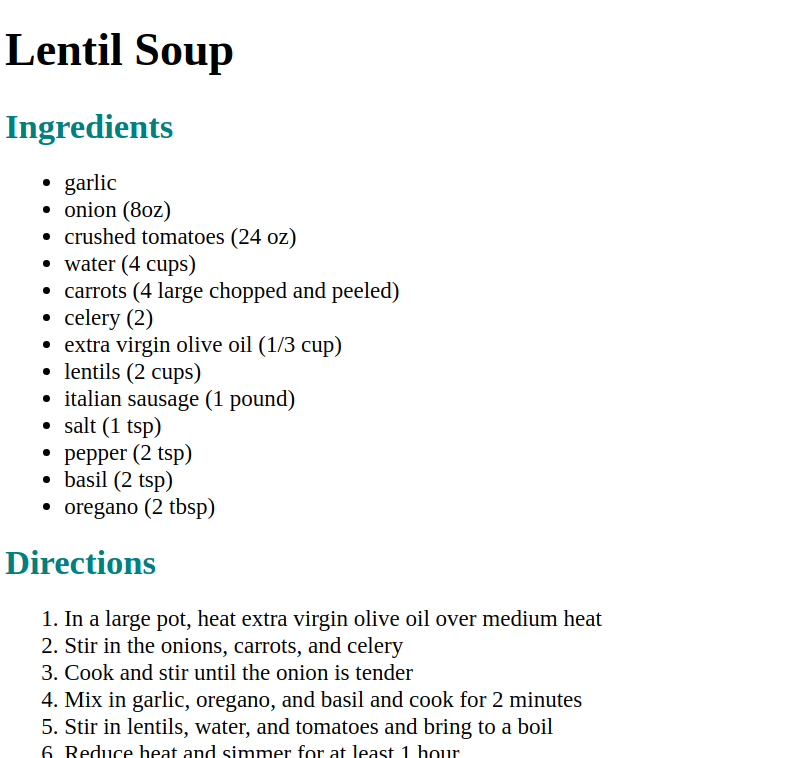 Lentil Soup
Ingredients
• garlic
• onion (8oz)
• crushed tomatoes (24 oz)
• water (4 cups)
• carrots (4 large chopped and peeled)
• celery (2)
• extra virgin olive oil (1/3 cup)
• lentils (2 cups)
• italian sausage (1 pound)
• salt (1 tsp)
• pepper (2 tsp)
• basil (2 tsp)
• oregano (2 tbsp)
Directions
1. In a large pot, heat extra virgin olive oil over medium heat
2. Stir in the onions, carrots, and celery
3. Cook and stir until the onion is tender
4. Mix in garlic, oregano, and basil and cook for 2 minutes
5. Stir in lentils, water, and tomatoes and bring to a boil
6. Reduce heat and simmer for at least 1 hour